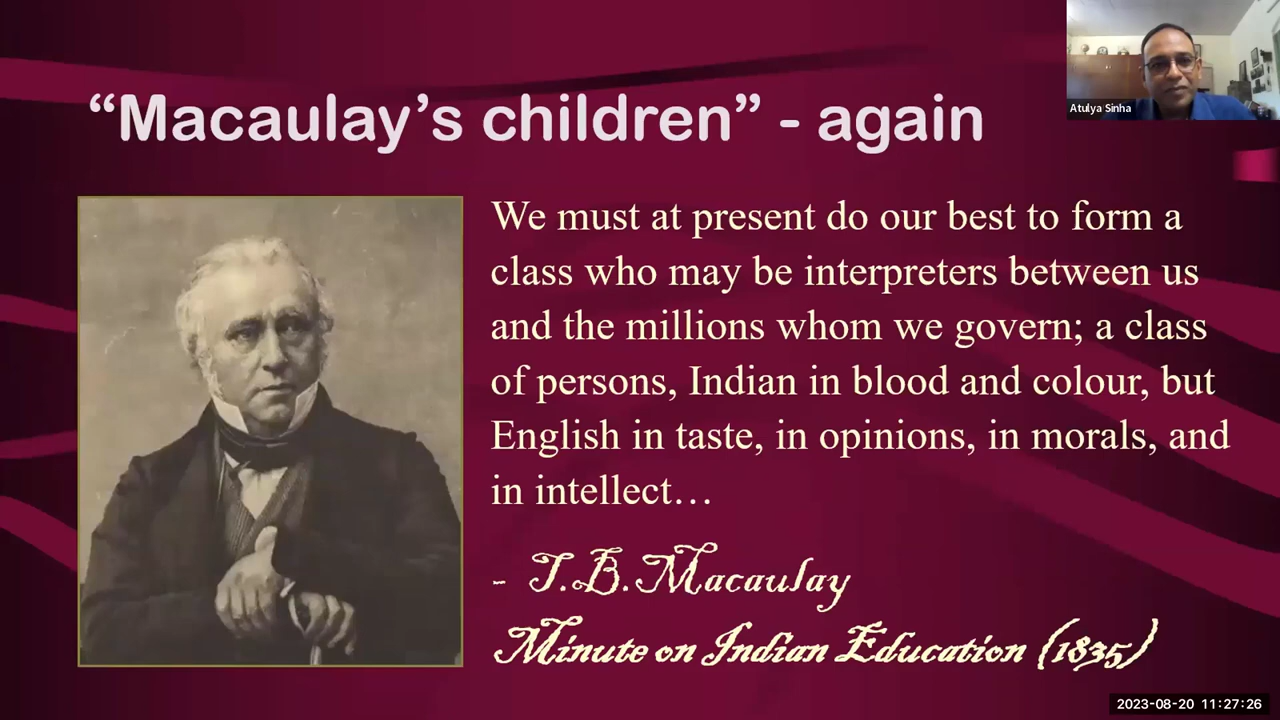 Atulya Sinha
“Macaulay’s children” - again
We must at present do our best to form a
class who may be interpreters between us
and the millions whom we govern; a class
of persons, Indian in blood and colour, but
English in taste, in opinions, in morals, and
in intellect…
- T.B.Macaulay
Minute on Indian Education (1835)
2023-08-20 11:27:26